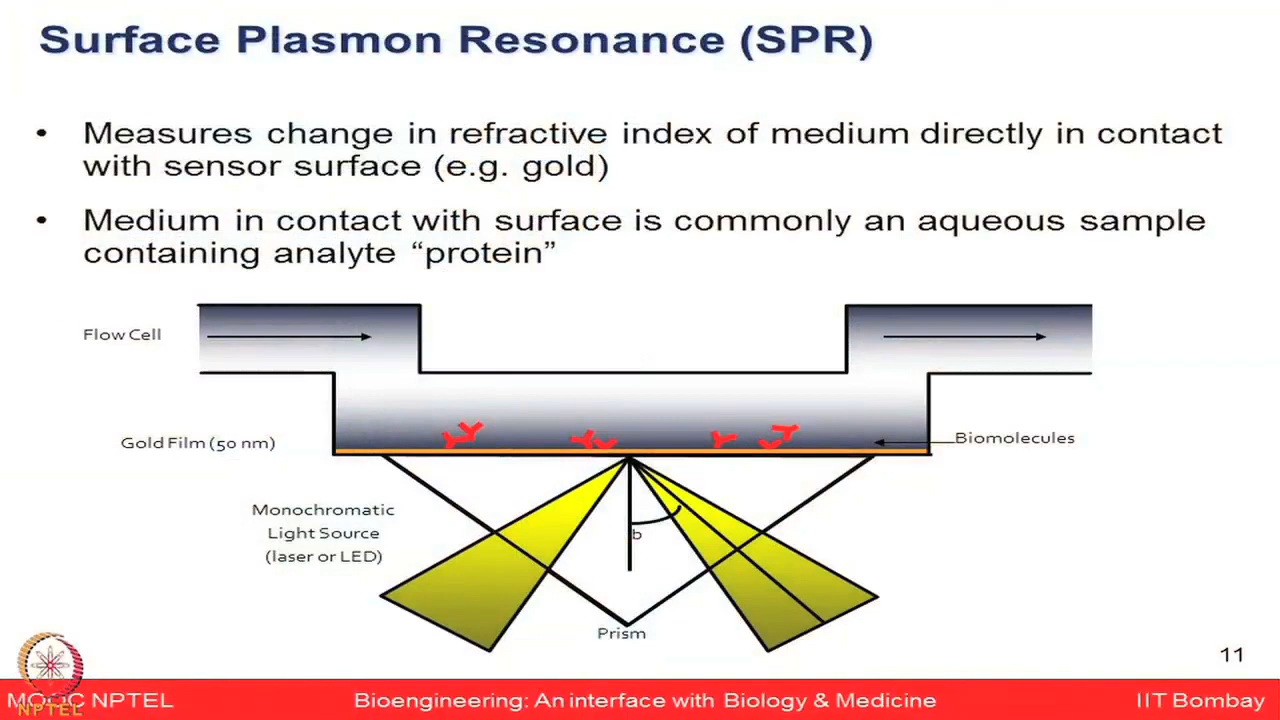 Surface Plasmon Resonance (SPR)
• Measures change in refractive index of medium directly in contact
with sensor surface (e.g. gold)
• Medium in contact with surface is commonly an aqueous sample
containing analyte “protein”
Flow Cell
Gold Film (50 nm)
Biomolecules
Monochromatic
Light Source
(laser or LED)
b
Prism
11
NPTEL
MOOC NPTEL
Bioengineering: An interface with Biology & Medicine
IIT Bombay